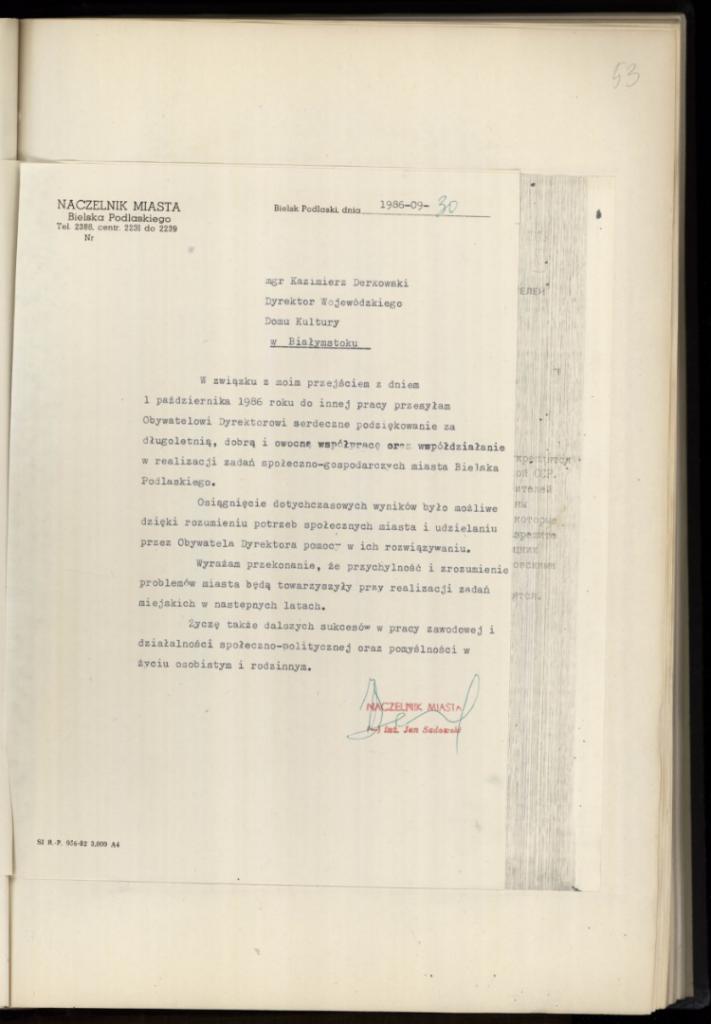 53
NACZELNIK MIASTA
Bielska Podlaskiego
Tel. 2388, centr. 2231 do 2239
Nr
Bielsk Podlaski, dnia 1986-09-30
mgr Kazimierz Derkowski
Dyrektor Wojewódzkiego
Domu Kultury
w Białymstoku
W związku z moim przejściem z dniem
1 października 1986 roku do innej pracy przesyłam
Obywatelowi Dyrektorowi serdeczne podziękowanie za
długoletnią, dobrą i owocną współpracę oraz współdziałanie
w realizacji zadań społeczno-gospodarczych miasta Bielska
Podlaskiego.
Osiągnięcie dotychczasowych wyników było możliwe
dzięki rozumieniu potrzeb społecznych miasta i udzielaniu
przez Obywatela Dyrektora pomocy w ich rozwiązywaniu.
Wyrażam przekonanie, że przychylność i zrozumienie
problemów miasta będą towarzyszyły przy realizacji zadań
miejskich w nastepnych latach.
Życzę także dalszych sukcesów w pracy zawodowej i
działalności społeczno-politycznej oraz pomyślności w
życiu osobistym i rodzinnym.
NACZELNIK MIASTA
inż. Jan Sadowski
SI B.-P. 956-82 3,000 A4